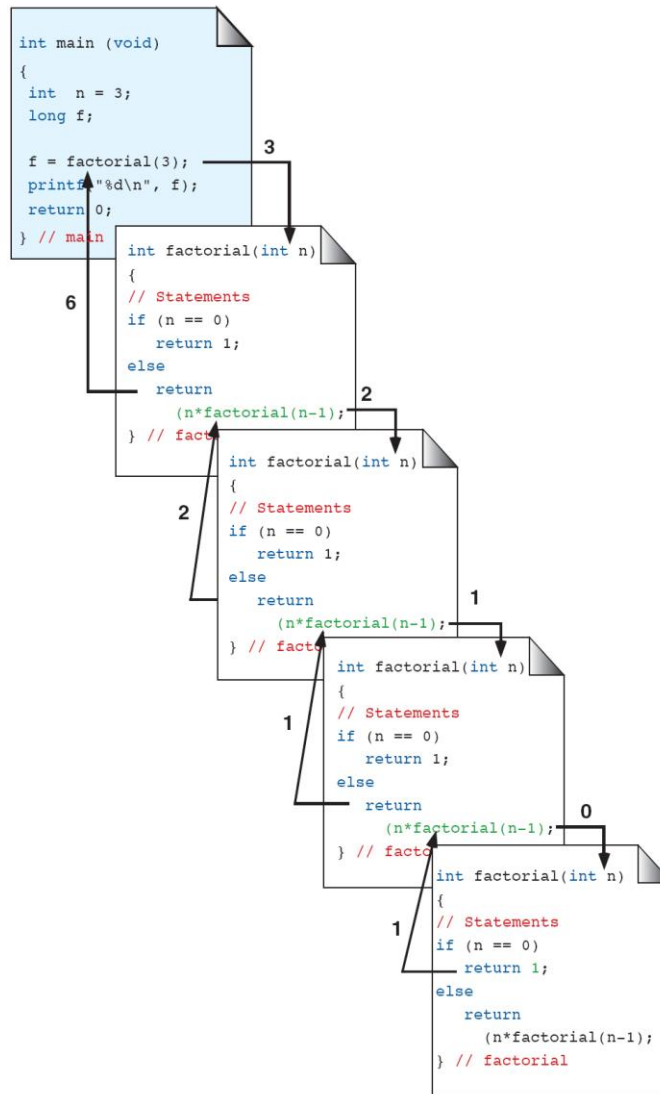 int main (void)
{
int n = 3;
long f;
f = factorial(3);
printf("%d\n", f);
return 0;
} // main
3
int factorial(int n)
{
// Statements
if (n == 0)
return 1;
else
return
(n*factorial(n-1);
} // fact
6
2
int factorial(int n)
{
// Statements
if (n == 0)
return 1;
else
return
(n*factorial(n-1);
} // facto
2
1
int factorial(int n)
{
// Statements
if (n == 0)
return 1;
else
return
(n*factorial(n-1);
} // facto
1
0
int factorial(int n)
{
// Statements
if (n == 0)
return 1;
else
return
(n*factorial(n-1);
} // factorial
1